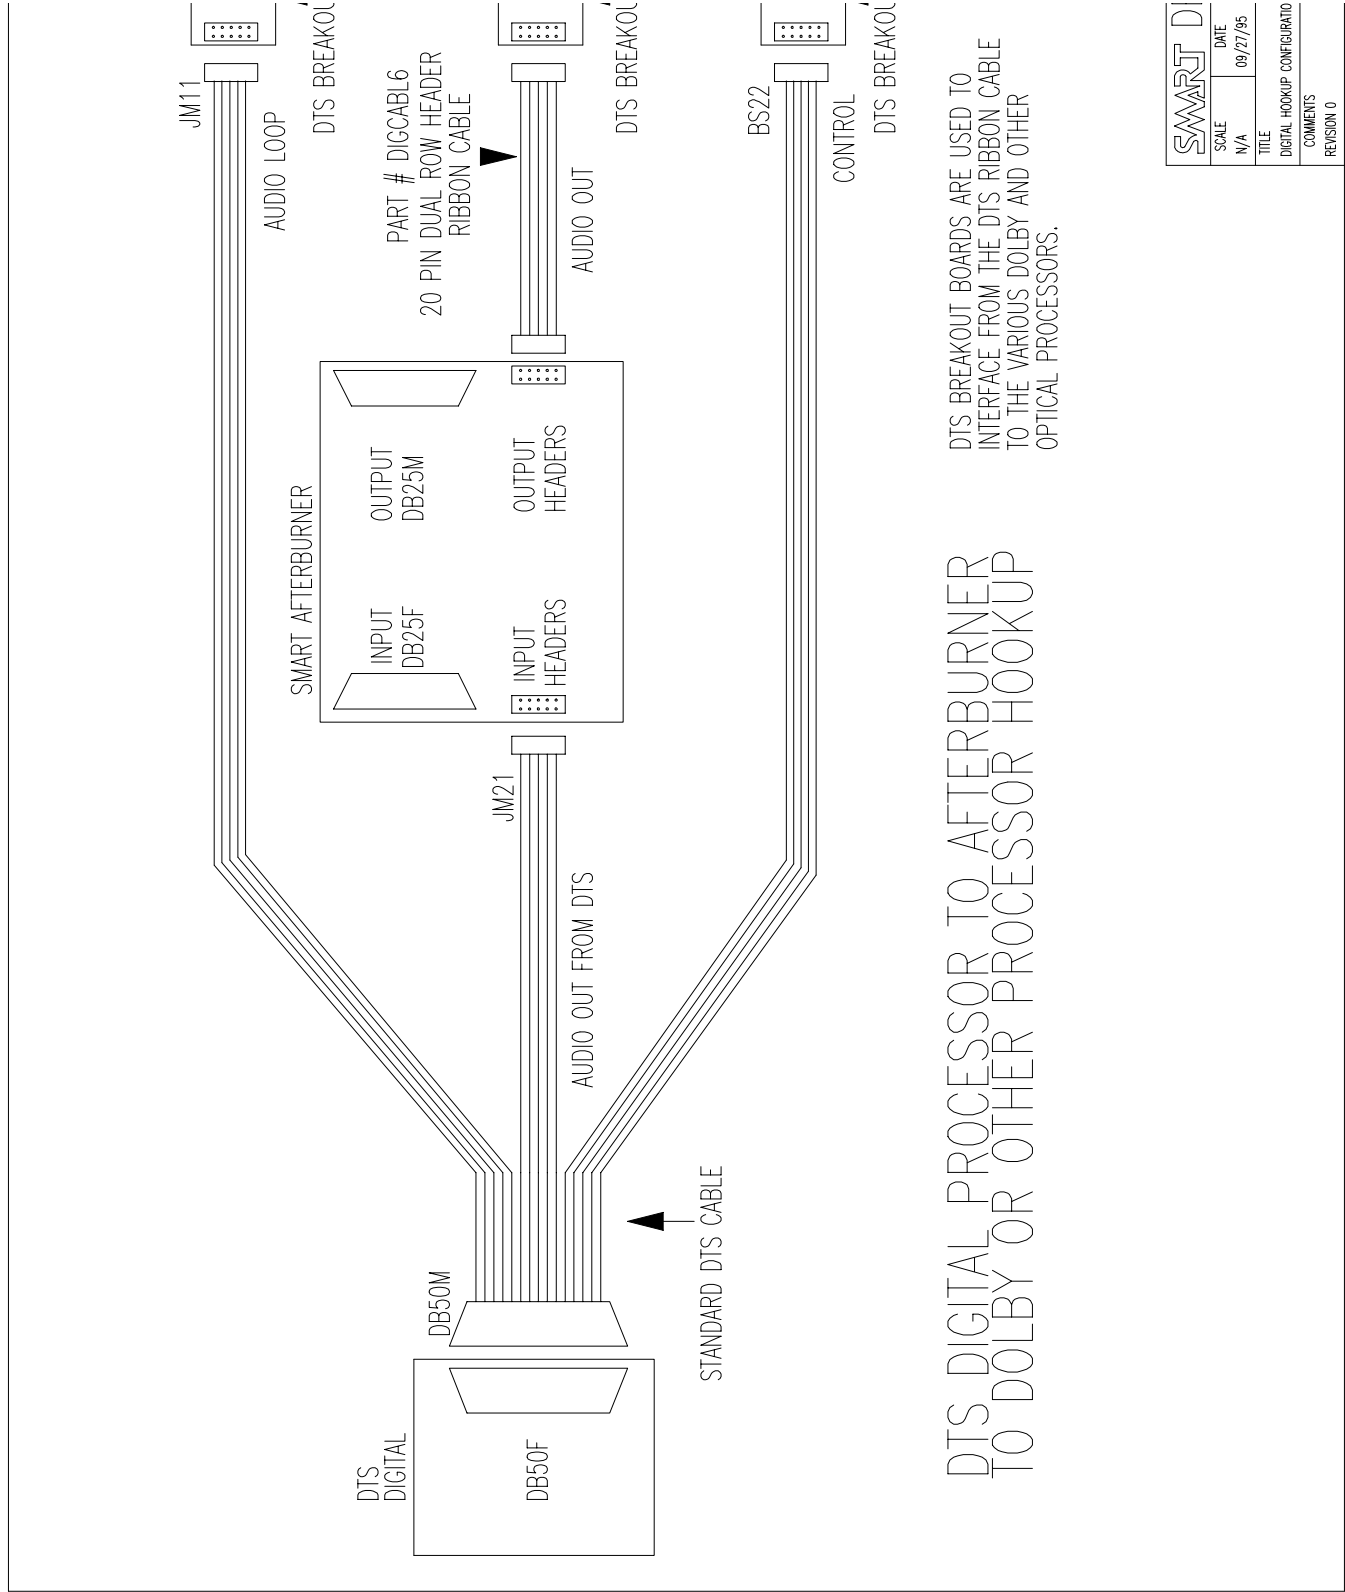 DTS
DIGITAL
DB50F
DB50M
STANDARD DTS CABLE
AUDIO OUT FROM DTS
JM21
SMART AFTERBURNER
INPUT
DB25F
OUTPUT
DB25M
INPUT
HEADERS
OUTPUT
HEADERS
JM11
AUDIO LOOP
DTS BREAKOU
PART # DIGCABL6
20 PIN DUAL ROW HEADER
RIBBON CABLE
AUDIO OUT
DTS BREAKOU
BS22
CONTROL
DTS BREAKOU
DTS DIGITAL PROCESSOR TO AFTERBURNER
TO DOLBY OR OTHER PROCESSOR HOOKUP
DTS BREAKOUT BOARDS ARE USED TO
INTERFACE FROM THE DTS RIBBON CABLE
TO THE VARIOUS DOLBY AND OTHER
OPTICAL PROCESSORS.
SMART
SCALE
N/A
DATE
09/27/95
TITLE
DIGITAL HOOKUP CONFIGURATIO
COMMENTS
REVISION 0